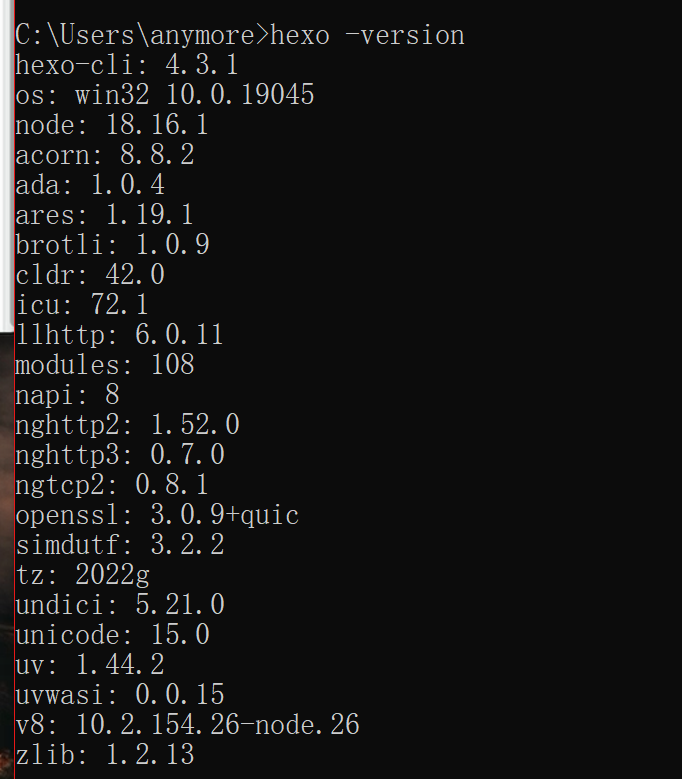 C:\Users\anymore>hexo -version
hexo-cli: 4.3.1
os: win32 10.0.19045
node: 18.16.1
acorn: 8.8.2
ada: 1.0.4
ares: 1.19.1
brotli: 1.0.9
cldr: 42.0
icu: 72.1
llhttp: 6.0.11
modules: 108
napi: 8
nghttp2: 1.52.0
nghttp3: 0.7.0
ngtcp2: 0.8.1
openssl: 3.0.9+quic
simdutf: 3.2.2
tz: 2022g
undici: 5.21.0
unicode: 15.0
uv: 1.44.2
uvwasi: 0.0.15
v8: 10.2.154.26-node.26
zlib: 1.2.13